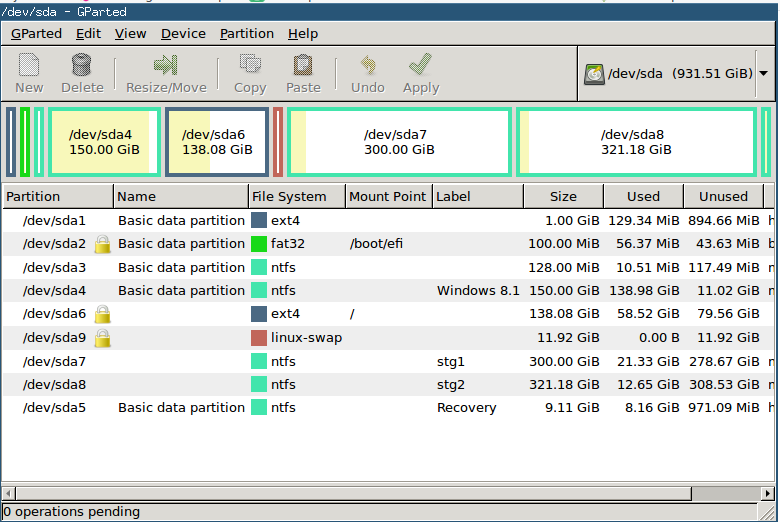 /dev/sda - GParted
GParted Edit View Device Partition Help
New Delete Resize/Move Copy Paste Undo Apply /dev/sda (931.51 GiB)
/dev/sda4 /dev/sda6 /dev/sda7 /dev/sda8
150.00 GiB 138.08 GiB 300.00 GiB 321.18 GiB
Partition Name File System Mount Point Label Size Used Unused
/dev/sda1 Basic data partition ext4 1.00 GiB 129.34 MiB 894.66 MiB
/dev/sda2 Basic data partition fat32 /boot/efi 100.00 MiB 56.37 MiB 43.63 MiB
/dev/sda3 Basic data partition ntfs 128.00 MiB 10.51 MiB 117.49 MiB
/dev/sda4 Basic data partition ntfs Windows 8.1 150.00 GiB 138.98 GiB 11.02 GiB
/dev/sda6 ext4 / 138.08 GiB 58.52 GiB 79.56 GiB
/dev/sda9 linux-swap 11.92 GiB 0.00 B 11.92 GiB
/dev/sda7 ntfs stg1 300.00 GiB 21.33 GiB 278.67 GiB
/dev/sda8 ntfs stg2 321.18 GiB 12.65 GiB 308.53 GiB
/dev/sda5 Basic data partition ntfs Recovery 9.11 GiB 8.16 GiB 971.09 MiB
0 operations pending